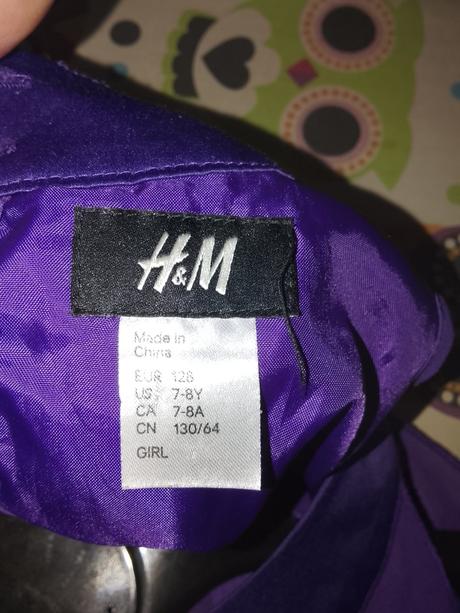 H&M
Made in
China
EUR 128
US 7-8Y
CA 7-8A
CN 130/64
GIRL